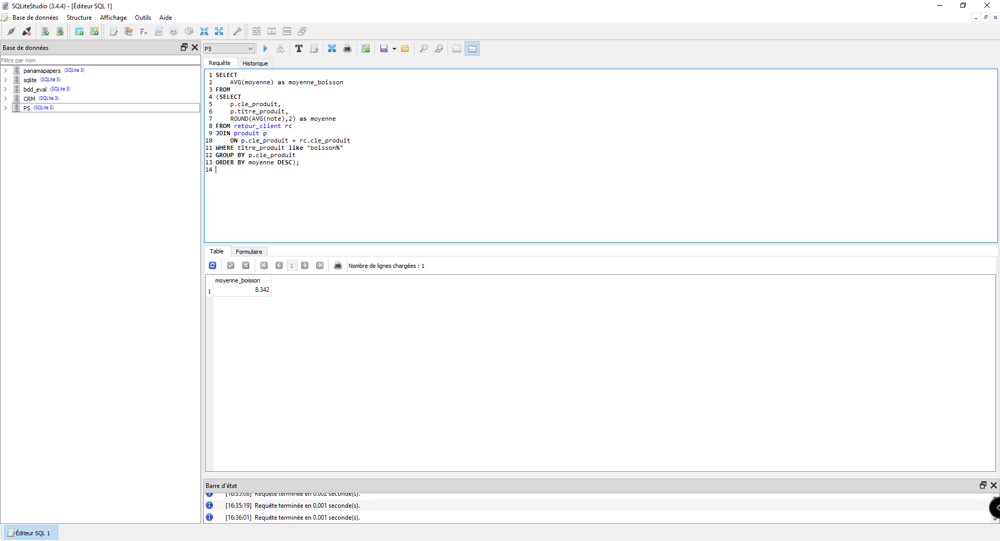 SQLiteStudio (3.4.4) - [Éditeur SQL 1]
Base de données Structure Affichage Outils Aide
Base de données
Filtre par nom
panamapapers (SQLite 3)
sqlite (SQLite 3)
bdd_eval (SQLite 3)
CRM (SQLite 3)
P5 (SQLite 3)
P5
Requête Historique
1 SELECT
2 AVG(moyenne) as moyenne_boisson
3 FROM
4 (SELECT
5 p.cle_produit,
6 p.titre_produit,
7 ROUND(AVG(note),2) as moyenne
8 FROM retour_client rc
9 JOIN produit p
10 ON p.cle_produit = rc.cle_produit
11 WHERE titre_produit like "boisson%"
12 GROUP BY p.cle_produit
13 ORDER BY moyenne DESC);
14
Table Formulaire
1 Nombre de lignes chargées : 1
moyenne_boisson
1 8.342
Barre d'état
[16:35:08] Requête terminée en 0.002 seconde(s).
[16:35:19] Requête terminée en 0.001 seconde(s).
[16:36:01] Requête terminée en 0.001 seconde(s).
Éditeur SQL 1